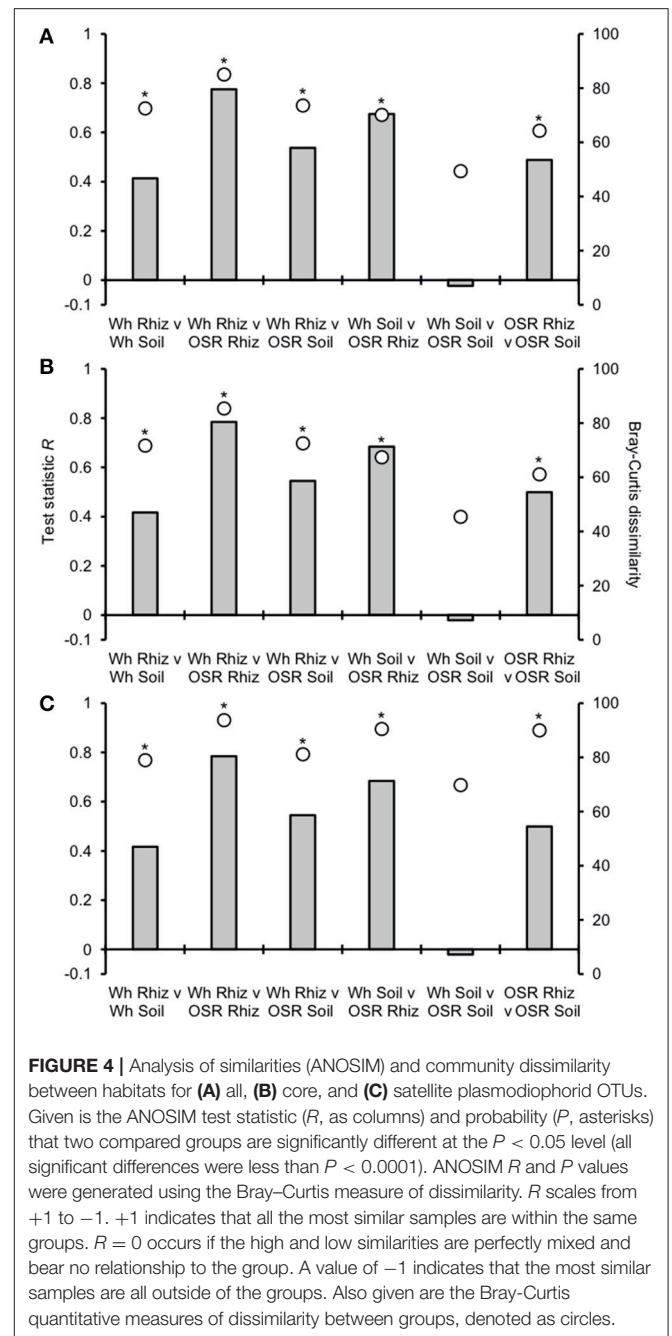 A
1
0.8
0.6
0.4
0.2
0
-0.1
100
80
60
40
20
0
* * * * *
Wh Rhiz v Wh Soil
Wh Rhiz v OSR Rhiz
Wh Rhiz v OSR Soil
Wh Soil v OSR Rhiz
Wh Soil v OSR Soil
OSR Rhiz v OSR Soil
B
Test statistic R
1
0.8
0.6
0.4
0.2
0
-0.1
100
80
60
40
20
0
Bray-Curtis dissimilarity
* * * * *
Wh Rhiz v Wh Soil
Wh Rhiz v OSR Rhiz
Wh Rhiz v OSR Soil
Wh Soil v OSR Rhiz
Wh Soil v OSR Soil
OSR Rhiz v OSR Soil
C
1
0.8
0.6
0.4
0.2
0
-0.1
100
80
60
40
20
0
* * * * *
Wh Rhiz v Wh Soil
Wh Rhiz v OSR Rhiz
Wh Rhiz v OSR Soil
Wh Soil v OSR Rhiz
Wh Soil v OSR Soil
OSR Rhiz v OSR Soil
FIGURE 4 | Analysis of similarities (ANOSIM) and community dissimilarity
between habitats for (A) all, (B) core, and (C) satellite plasmodiophorid OTUs.
Given is the ANOSIM test statistic (R, as columns) and probability (P, asterisks)
that two compared groups are significantly different at the P < 0.05 level (all
significant differences were less than P < 0.0001). ANOSIM R and P values
were generated using the Bray–Curtis measure of dissimilarity. R scales from
+1 to −1. +1 indicates that all the most similar samples are within the same
groups. R = 0 occurs if the high and low similarities are perfectly mixed and
bear no relationship to the group. A value of −1 indicates that the most similar
samples are all outside of the groups. Also given are the Bray-Curtis
quantitative measures of dissimilarity between groups, denoted as circles.